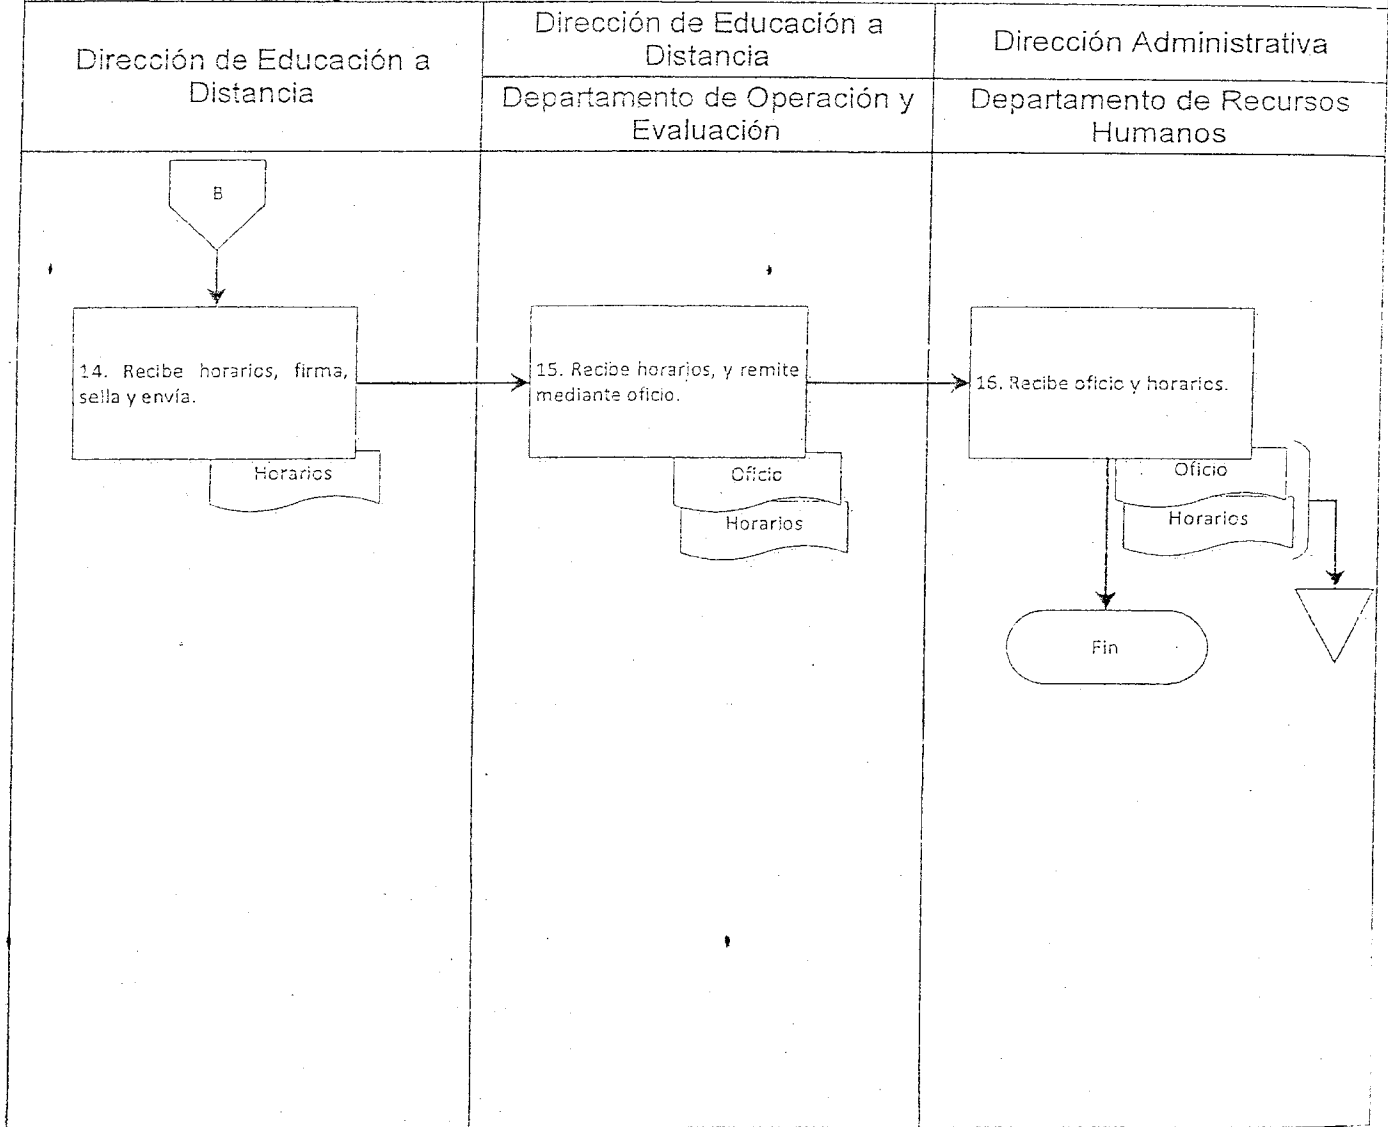 Dirección de Educación a
Distancia
Dirección de Educación a
Distancia
Departamento de Operación y
Evaluación
Dirección Administrativa
Departamento de Recursos
Humanos
B
14. Recibe horarios, firma,
sella y envía.
Horarios
15. Recibe horarios, y remite
mediante oficio.
Oficio
Horarios
16. Recibe oficio y horarios.
Oficio
Horarios
Fin